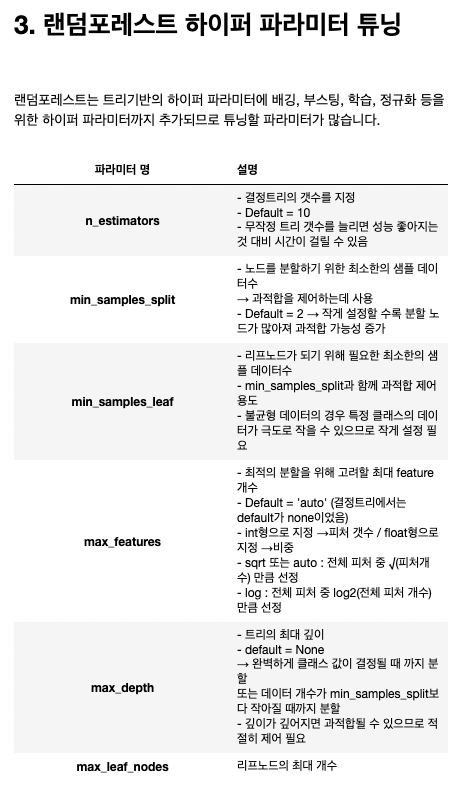 3. 랜덤포레스트 하이퍼 파라미터 튜닝
랜덤포레스트는 트리기반의 하이퍼 파라미터에 배깅, 부스팅, 학습, 정규화 등을
위한 하이퍼 파라미터까지 추가되므로 튜닝할 파라미터가 많습니다.
파라미터 명 설명
n_estimators
- 결정트리의 갯수를 지정
- Default = 10
- 무작정 트리 갯수를 늘리면 성능 좋아지는
것 대비 시간이 걸릴 수 있음
min_samples_split
- 노드를 분할하기 위한 최소한의 샘플 데이
터수
→ 과적합을 제어하는데 사용
- Default = 2 → 작게 설정할 수록 분할 노
드가 많아져 과적합 가능성 증가
min_samples_leaf
- 리프노드가 되기 위해 필요한 최소한의 샘
플 데이터수
- min_samples_split과 함께 과적합 제어
용도
- 불균형 데이터의 경우 특정 클래스의 데이
터가 극도로 작을 수 있으므로 작게 설정 필
요
max_features
- 최적의 분할을 위해 고려할 최대 feature
개수
- Default = 'auto' (결정트리에서는
default가 none이었음)
- int형으로 지정 →피처 갯수 / float형으로
지정 →비중
- sqrt 또는 auto : 전체 피처 중 √(피처개
수) 만큼 선정
- log : 전체 피처 중 log2(전체 피처 개수)
만큼 선정
max_depth
- 트리의 최대 깊이
- default = None
→ 완벽하게 클래스 값이 결정될 때 까지 분
할
또는 데이터 개수가 min_samples_split보
다 작아질 때까지 분할
- 깊이가 깊어지면 과적합될 수 있으므로 적
절히 제어 필요
max_leaf_nodes 리프노드의 최대 개수